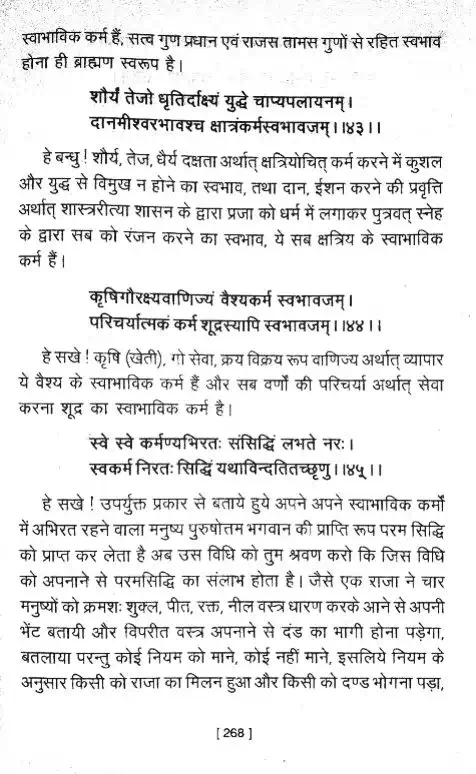 स्वाभाविक कर्म हैं, सत्व गुण प्रधान एवं राजस तामस गुणों से रहित स्वभाव
होना ही ब्राह्मण स्वरूप है।
शौर्यं तेजो धृतिर्दाक्ष्यं युद्धे चाप्यपलायनम्।
दानमीश्वरभावश्च क्षात्रंकर्मस्वभावजम्।।४३।।
हे बन्धु ! शौर्य, तेज, धैर्य दक्षता अर्थात् क्षत्रियोचित् कर्म करने में कुशल
और युद्ध से विमुख न होने का स्वभाव, तथा दान, ईशन करने की प्रवृत्ति
अर्थात् शास्त्ररीत्या शासन के द्वारा प्रजा को धर्म में लगाकर पुत्रवत् स्नेह
के द्वारा सब को रंजन करने का स्वभाव, ये सब क्षत्रिय के स्वाभाविक
कर्म हैं।
कृषिगौरक्ष्यवाणिज्यं वैश्यकर्म स्वभावजम्।
परिचर्यात्मकं कर्म शूद्रस्यापि स्वभावजम्।।४४।।
हे सखे ! कृषि (खेती), गो सेवा, क्रय विक्रय रूप वाणिज्य अर्थात् व्यापार
ये वैश्य के स्वाभाविक कर्म हैं और सब वर्णों की परिचर्या अर्थात् सेवा
करना शूद्र का स्वाभाविक कर्म है।
स्वे स्वे कर्मण्यभिरतः संसिद्धिं लभते नरः।
स्वकर्म निरतः सिद्धिं यथाविन्दतितच्छृणु।।४५।।
हे सखे ! उपर्युक्त प्रकार से बताये हुये अपने अपने स्वाभाविक कर्मों
में अभिरत रहने वाला मनुष्य पुरुषोतम भगवान की प्राप्ति रूप परम सिद्धि
को प्राप्त कर लेता है अब उस विधि को तुम श्रवण करो कि जिस विधि
को अपनाने से परमसिद्धि का संलाभ होता है। जैसे एक राजा ने चार
मनुष्यों को क्रमशः शुक्ल, पीत, रक्त, नील वस्त्र धारण करके आने से अपनी
भेंट बतायी और विपरीत वस्त्र अपनाने से दंड का भागी होना पड़ेगा,
बतलाया परन्तु कोई नियम को माने, कोई नहीं माने, इसलिये नियम के
अनुसार किसी को राजा का मिलन हुआ और किसी को दण्ड भोगना पड़ा,
[ 268 ]